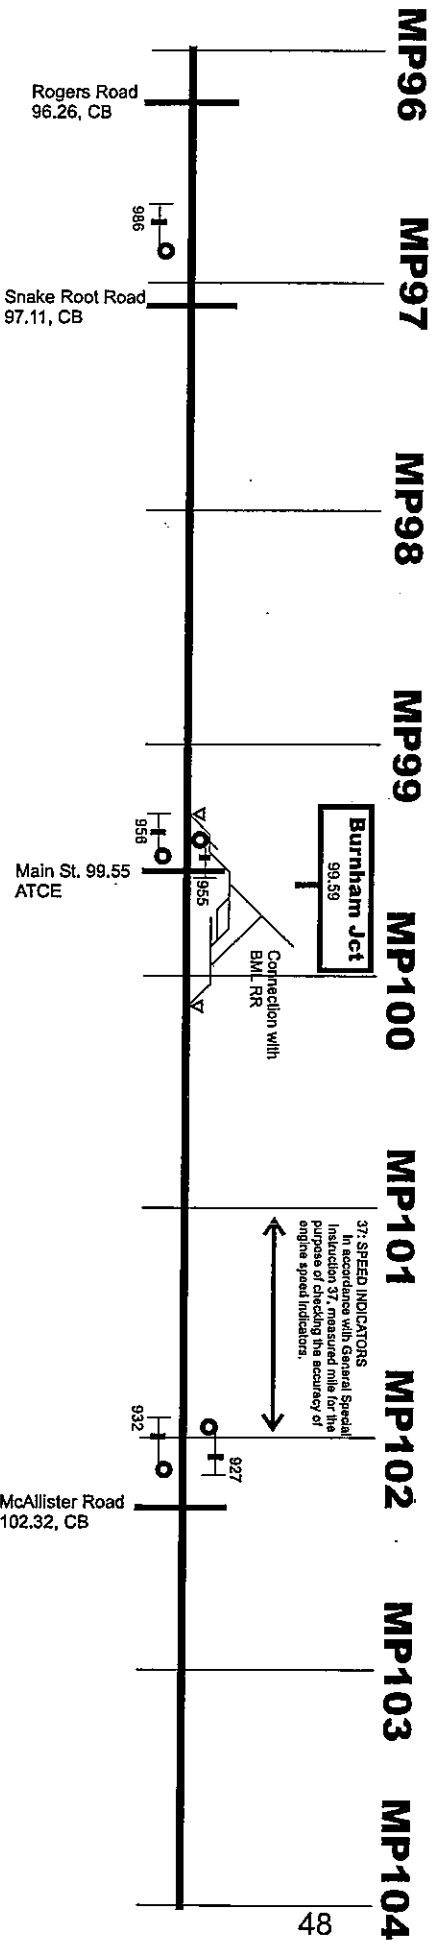 MP96
Rogers Road
96.26, CB
986
MP97
Snake Root Road
97.11, CB
MP98
MP99
Burnham Jct
99.59
956
955
Main St. 99.55
ATCE
Connection with
BML RR
MP100
MP101
37: SPEED INDICATORS
In accordance with General Special
Instruction 37, measured mile for the
purpose of checking the accuracy of
engine speed indicators.
MP102
932
927
McAllister Road
102.32, CB
MP103
MP104
48